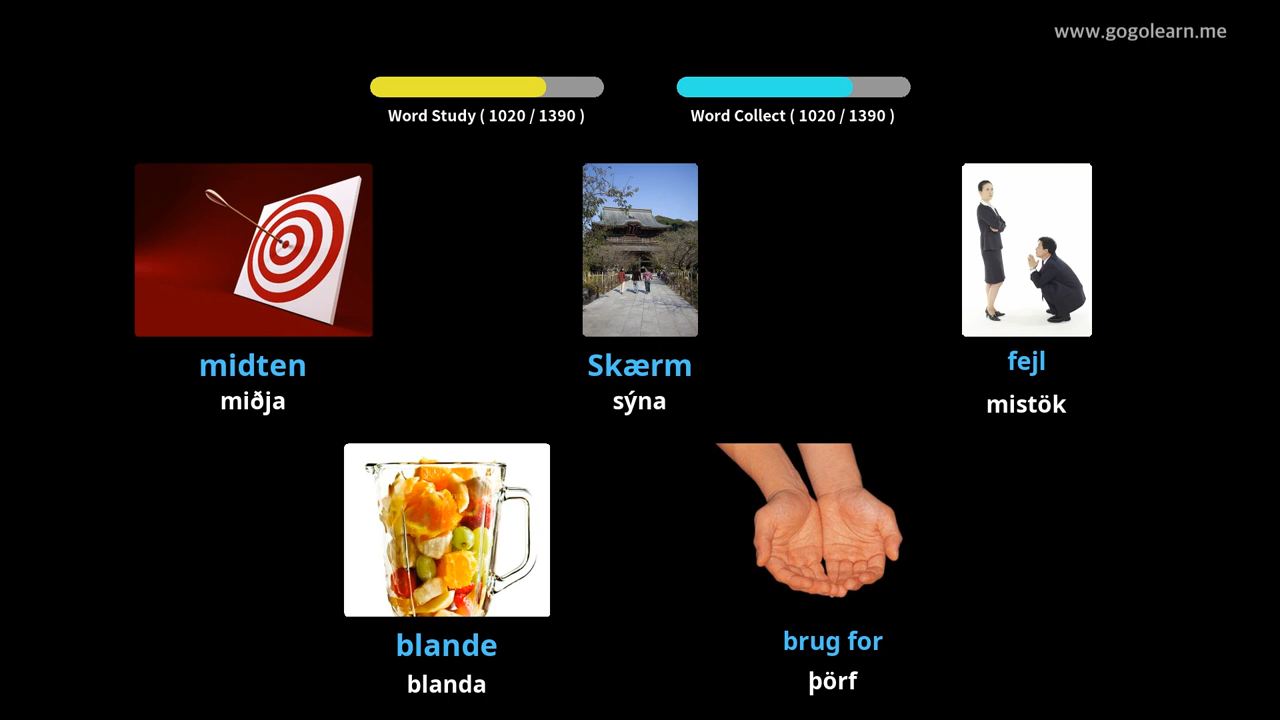 www.gogolearn.me
Word Study ( 1020 / 1390 )
Word Collect ( 1020 / 1390 )
midten
miðja
Skærm
sýna
fejl
mistök
blande
blanda
brug for
þörf